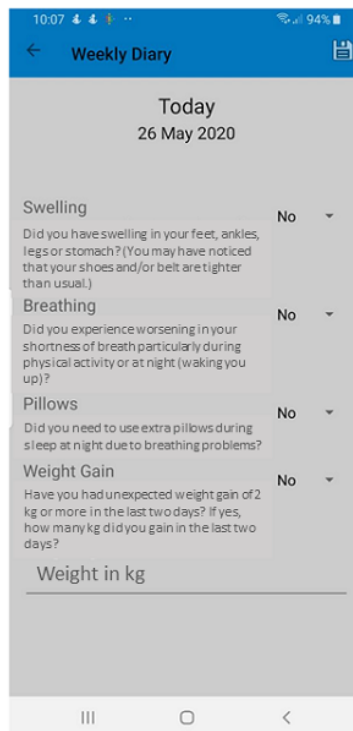 10:07 94%
Weekly Diary
Today
26 May 2020
Swelling
No
Did you have swelling in your feet, ankles,
legs or stomach? (You may have noticed
that your shoes and/or belt are tighter
than usual.)
Breathing
No
Did you experience worsening in your
shortness of breath particularly during
physical activity or at night (waking you
up)?
Pillows
No
Did you need to use extra pillows during
sleep at night due to breathing problems?
Weight Gain
No
Have you had unexpected weight gain of 2
kg or more in the last two days? If yes,
how many kg did you gain in the last two
days?
Weight in kg